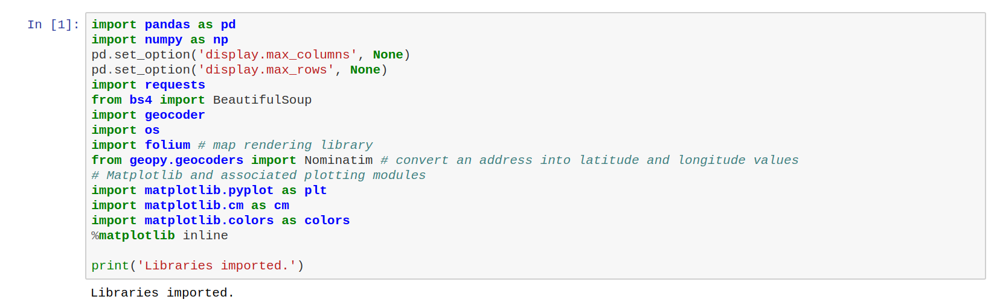 In [1]: import pandas as pd
import numpy as np
pd.set_option('display.max_columns', None)
pd.set_option('display.max_rows', None)
import requests
from bs4 import BeautifulSoup
import geocoder
import os
import folium # map rendering library
from geopy.geocoders import Nominatim # convert an address into latitude and longitude values
# Matplotlib and associated plotting modules
import matplotlib.pyplot as plt
import matplotlib.cm as cm
import matplotlib.colors as colors
%matplotlib inline

print('Libraries imported.')
Libraries imported.